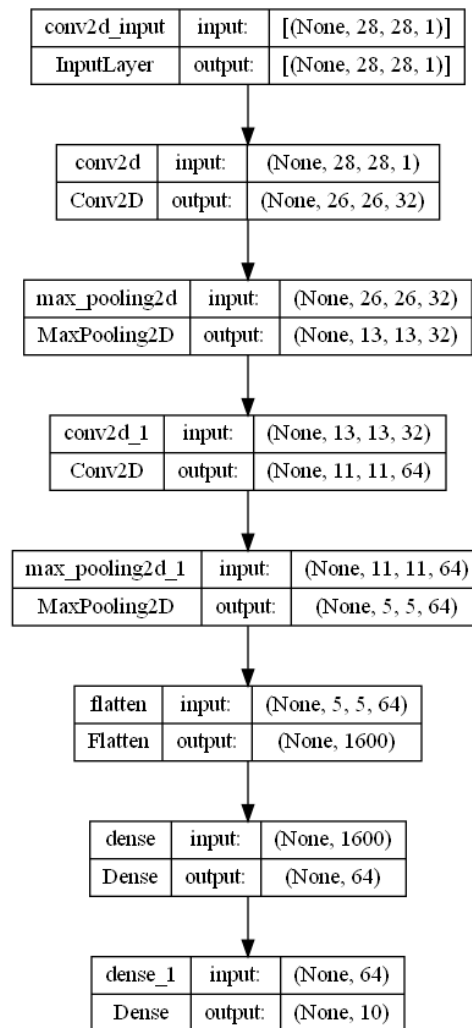 conv2d_input input: [(None, 28, 28, 1)]
InputLayer output: [(None, 28, 28, 1)]
conv2d input: (None, 28, 28, 1)
Conv2D output: (None, 26, 26, 32)
max_pooling2d input: (None, 26, 26, 32)
MaxPooling2D output: (None, 13, 13, 32)
conv2d_1 input: (None, 13, 13, 32)
Conv2D output: (None, 11, 11, 64)
max_pooling2d_1 input: (None, 11, 11, 64)
MaxPooling2D output: (None, 5, 5, 64)
flatten input: (None, 5, 5, 64)
Flatten output: (None, 1600)
dense input: (None, 1600)
Dense output: (None, 64)
dense_1 input: (None, 64)
Dense output: (None, 10)